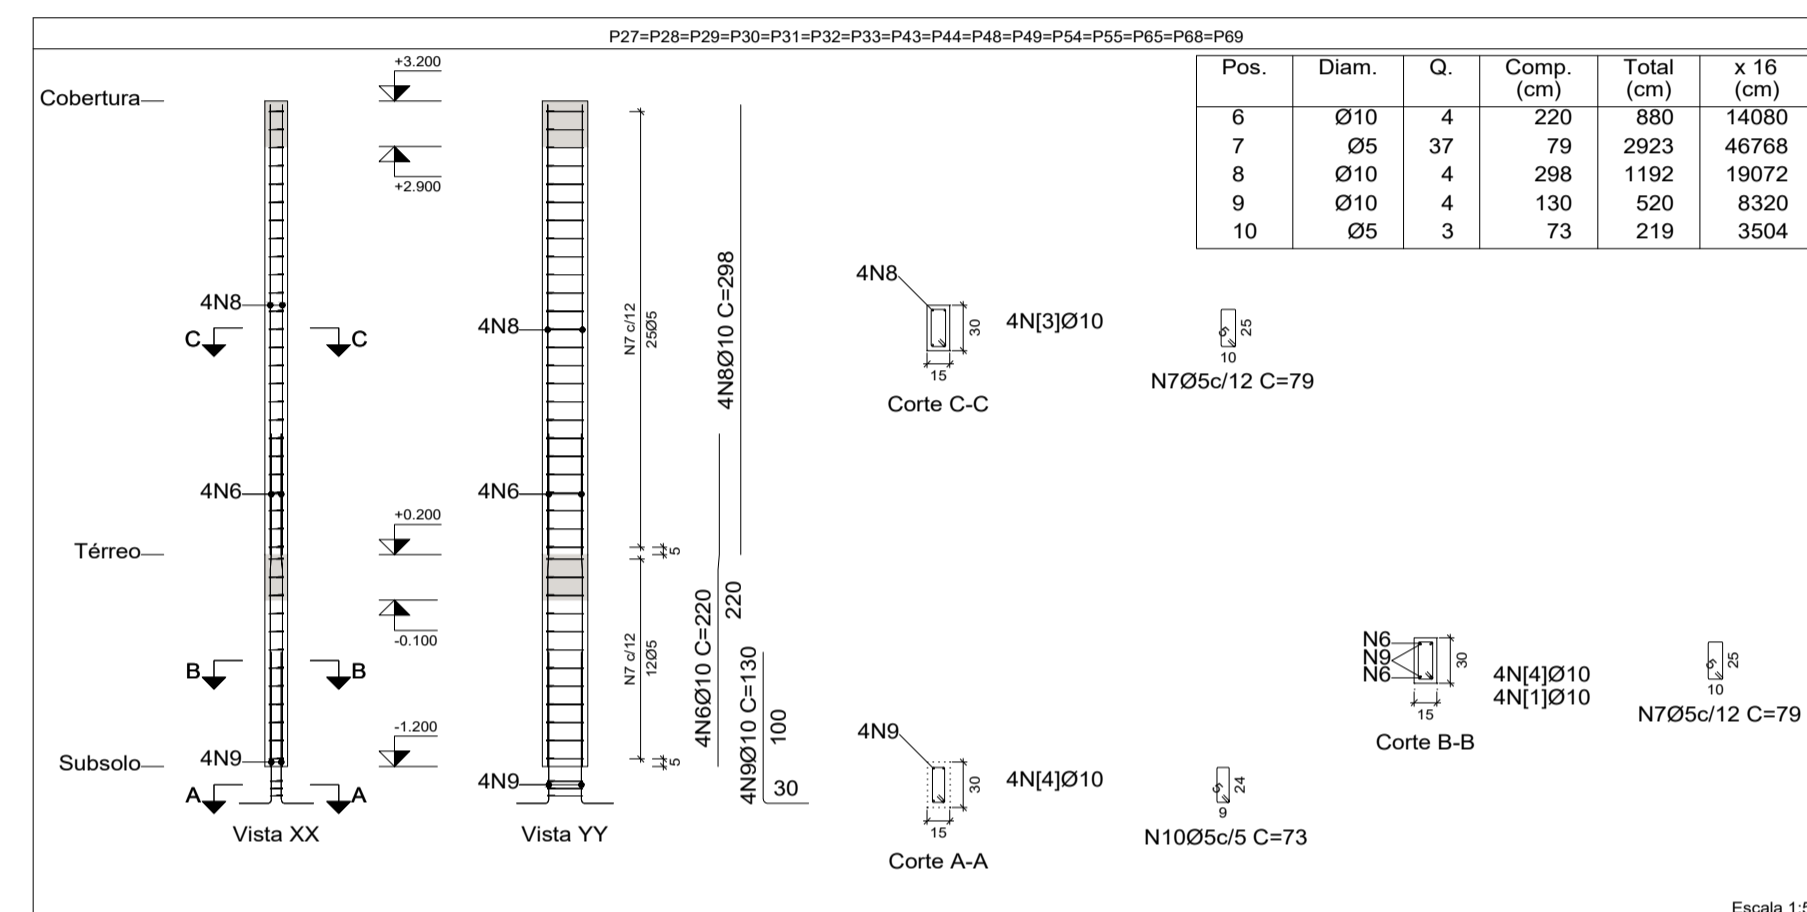 P27=P28=P29=P30=P31=P32=P33=P43=P44=P48=P49=P54=P55=P65=P68=P69
Pos. Diam. Q. Comp. (cm) Total (cm) x 16 (cm)
6 Ø10 4 220 880 14080
7 Ø5 37 79 2923 46768
8 Ø10 4 298 1192 19072
9 Ø10 4 130 520 8320
10 Ø5 3 73 219 3504
Cobertura
+3.200
+2.900
4N8
C C
4N6
Térreo
+0.200
-0.100
B B
-1.200
Subsolo
4N9
A A
Vista XX
4N8
4N6
4N9
Vista YY
N7 c/12
25Ø5
5
N7 c/12
12Ø5
5
4N8Ø10 C=298
4N6Ø10 C=220
220
4N9Ø10 C=130
100
30
4N8
30
15
4N[3]Ø10
Corte C-C
5
25
10
N7Ø5c/12 C=79
N6
N9
N6
30
15
4N[4]Ø10
4N[1]Ø10
Corte B-B
5
25
10
N7Ø5c/12 C=79
4N9
30
15
4N[4]Ø10
Corte A-A
5
24
9
N10Ø5c/5 C=73
Escala 1:5